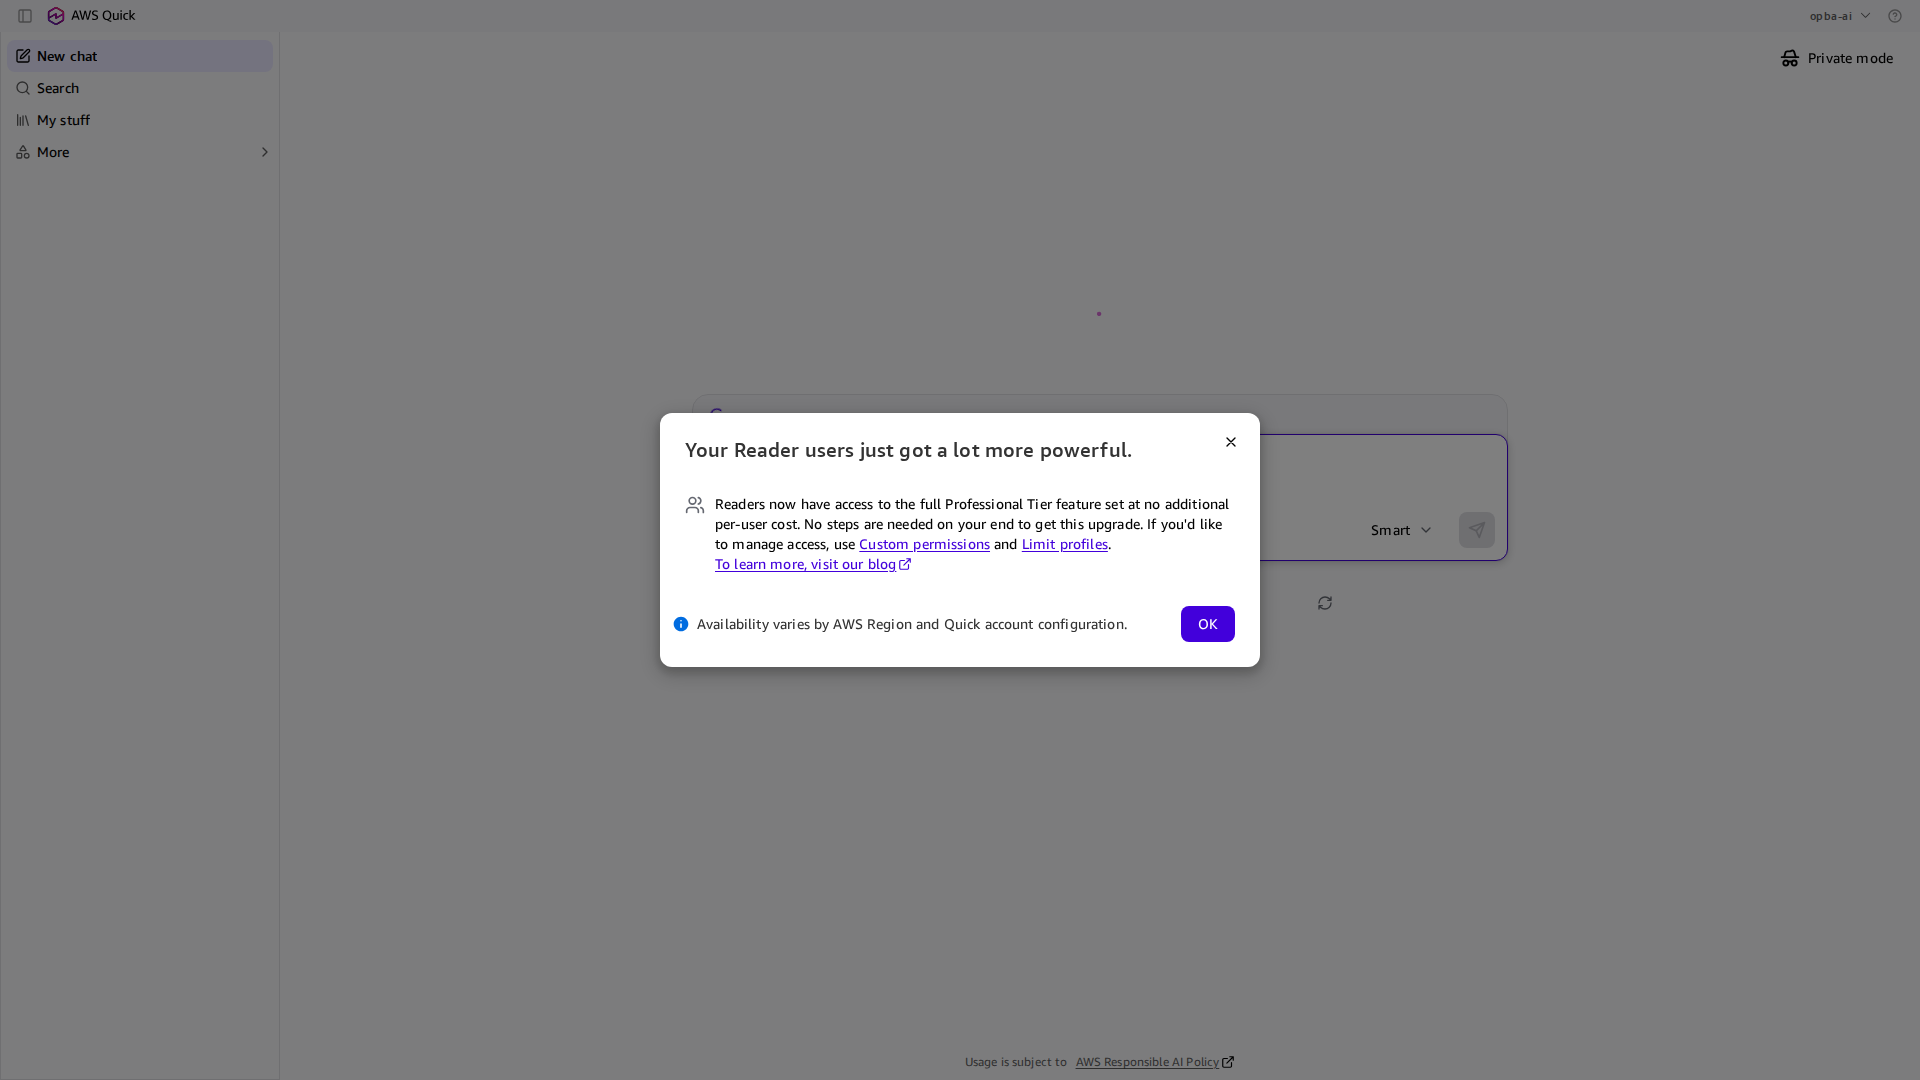 AWS Quick
opba-ai
New chat
Private mode
Search
My stuff
More
Your Reader users just got a lot more powerful.
Readers now have access to the full Professional Tier feature set at no additional
per-user cost. No steps are needed on your end to get this upgrade. If you'd like
to manage access, use Custom permissions and Limit profiles.
To learn more, visit our blog
Smart
Availability varies by AWS Region and Quick account configuration.
OK
Usage is subject to AWS Responsible AI Policy